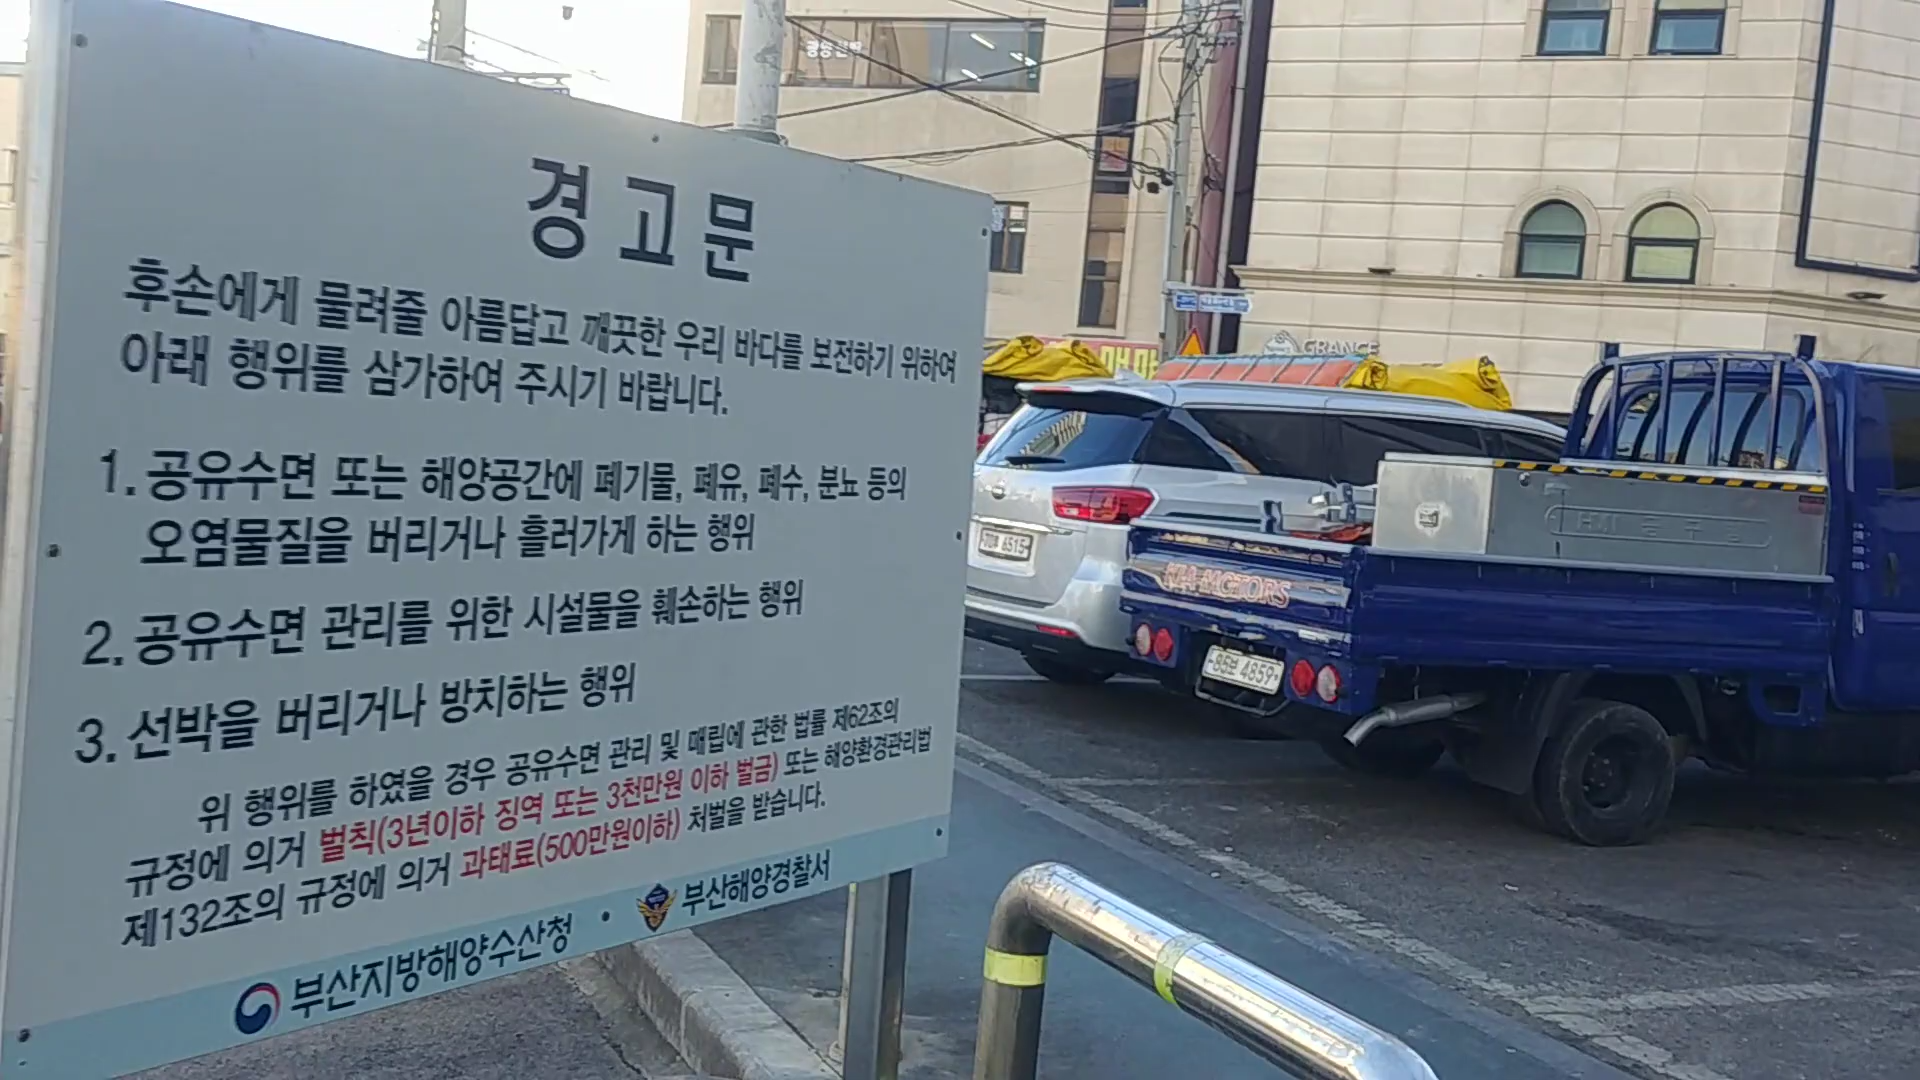 경고문
후손에게 물려줄 아름답고 깨끗한 우리 바다를 보전하기 위하여
아래 행위를 삼가하여 주시기 바랍니다.
1. 공유수면 또는 해양공간에 폐기물, 폐유, 폐수, 분뇨 등의
오염물질을 버리거나 흘러가게 하는 행위
2. 공유수면 관리를 위한 시설물을 훼손하는 행위
3. 선박을 버리거나 방치하는 행위
위 행위를 하였을 경우 공유수면 관리 및 매립에 관한 법률 제62조의
규정에 의거 벌칙(3년이하 징역 또는 3천만원 이하 벌금) 또는 해양환경관리법
제132조의 규정에 의거 과태료(500만원이하) 처벌을 받습니다.
부산지방해양수산청 • 부산해양경찰서
GRANGE
6515
KIA MOTORS
85보 4859